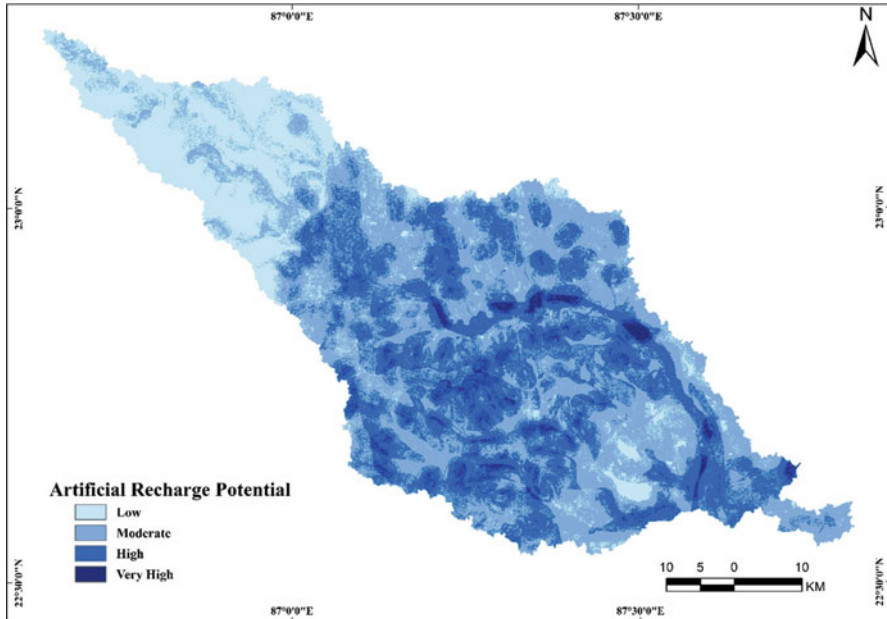 87°0'0"E
87°30'0"E
N
23°0'0"N
23°0'0"N
Artificial Recharge Potential
Low
Moderate
High
Very High
10 5 0 10
KM
22°30'0"N
22°30'0"N
87°0'0"E
87°30'0"E